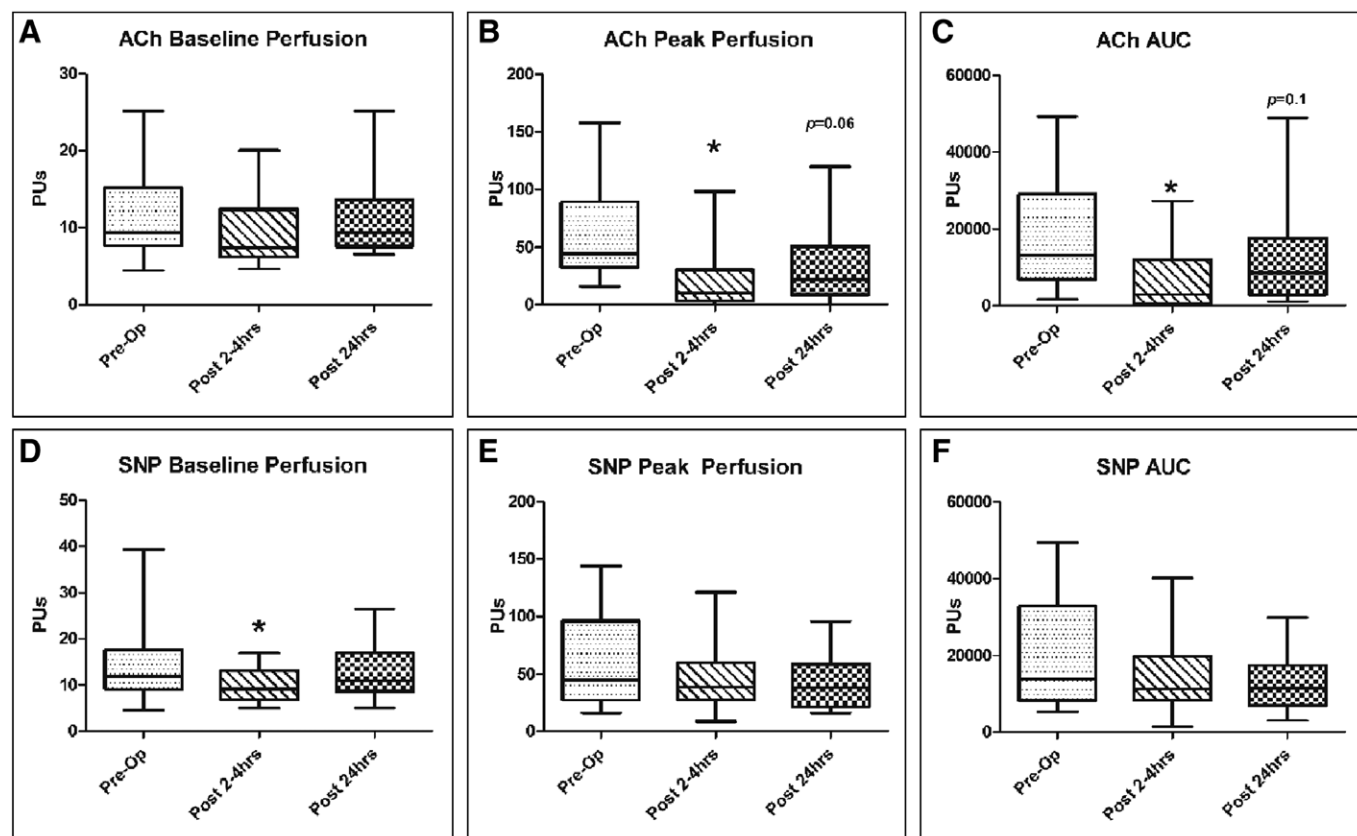 A
ACh Baseline Perfusion
30
20
10
0
PUs
Pre-Op
Post 2-4hrs
Post 24hrs
B
ACh Peak Perfusion
200
150
100
50
0
PUs
*
p=0.06
Pre-Op
Post 2-4hrs
Post 24hrs
C
ACh AUC
60000
40000
20000
0
PUs
*
p=0.1
Pre-Op
Post 2-4hrs
Post 24hrs
D
SNP Baseline Perfusion
50
40
30
20
10
0
PUs
*
Pre-Op
Post 2-4hrs
Post 24hrs
E
SNP Peak Perfusion
200
150
100
50
0
PUs
Pre-Op
Post 2-4hrs
Post 24hrs
F
SNP AUC
60000
40000
20000
0
PUs
Pre-Op
Post 2-4hrs
Post 24hrs